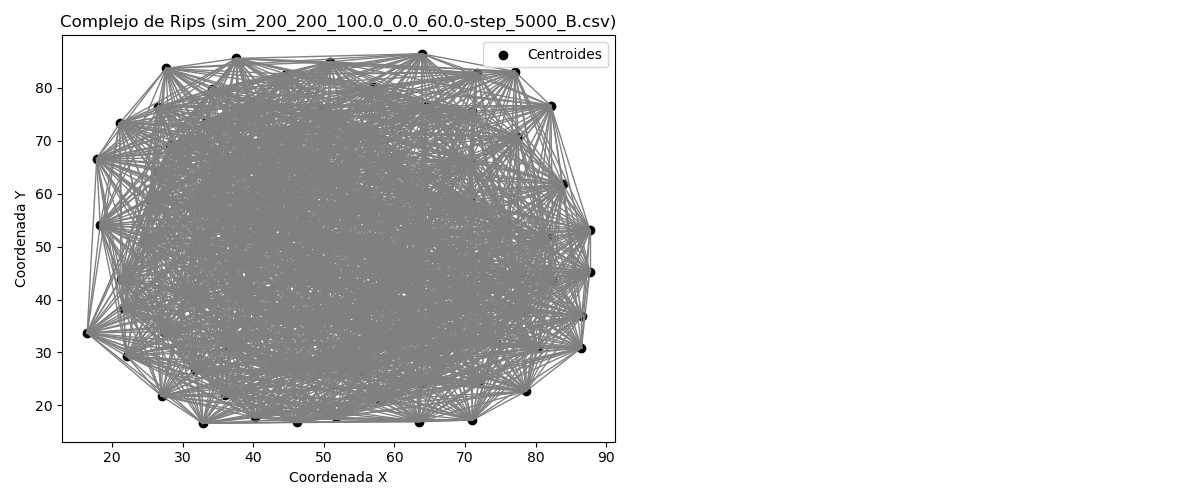 Complejo de Rips (sim_200_200_100.0_0.0_60.0-step_5000_B.csv)
Centroides
Coordenada Y
80
70
60
50
40
30
20
20 30 40 50 60 70 80 90
Coordenada X